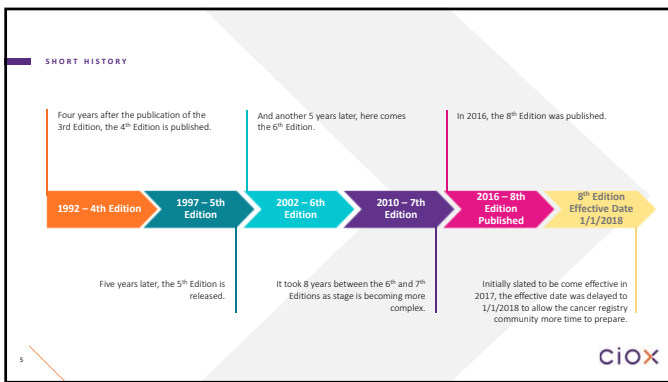 SHORT HISTORY
Four years after the publication of the
3rd Edition, the 4th Edition is published.
And another 5 years later, here comes
the 6th Edition.
In 2016, the 8th Edition was published.
1992 – 4th Edition
1997 – 5th
Edition
2002 – 6th
Edition
2010 – 7th
Edition
2016 – 8th
Edition
Published
8th Edition
Effective Date
1/1/2018
Five years later, the 5th Edition is
released.
It took 8 years between the 6th and 7th
Editions as stage is becoming more
complex.
Initially slated to be come effective in
2017, the effective date was delayed to
1/1/2018 to allow the cancer registry
community more time to prepare.
5
ciox